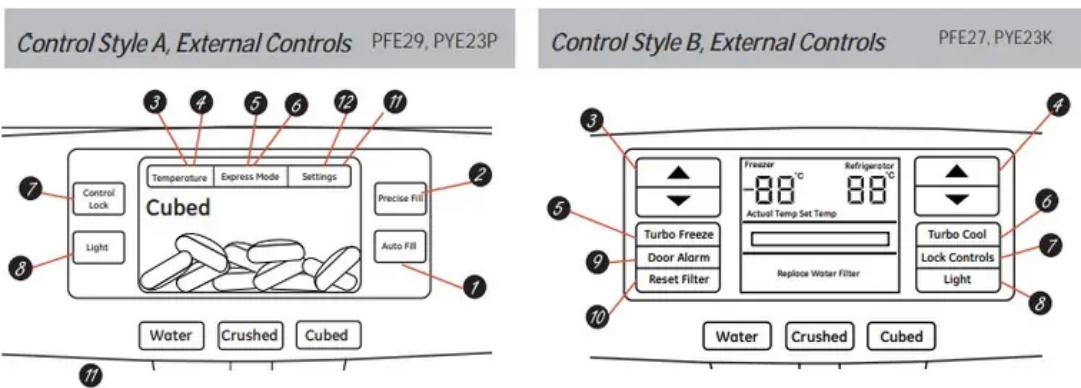 Control Style A, External Controls PFE29, PYE23P
3 4 5 6 12 11
Temperature Express Mode Settings
7
Control
Lock
Cubed
Precise Fill
2
8
Light
Auto Fill
1
Water Crushed Cubed
11
Control Style B, External Controls PFE27, PYE23K
3
4
Freezer Refrigerator
-88 °C 88 °C
Actual Temp Set Temp
5
Turbo Freeze
Turbo Cool
6
9
Door Alarm
Lock Controls
7
10
Reset Filter
Replace Water Filter
Light
8
Water Crushed Cubed